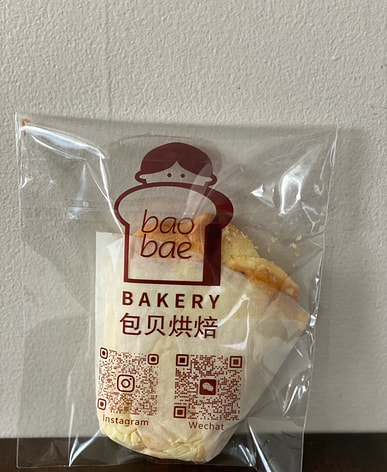 bao
bae
BAKERY
包贝烘焙
Instagram
Wechat